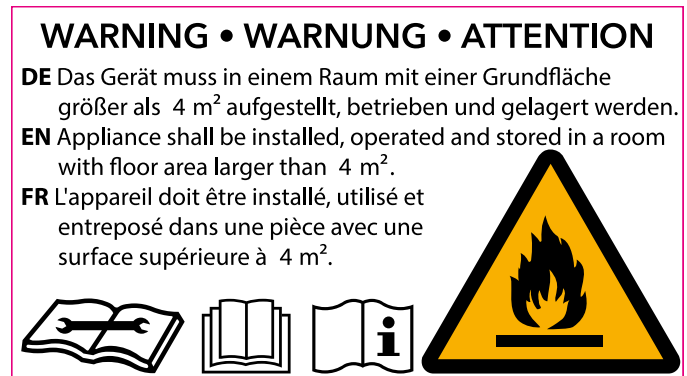 WARNING • WARNUNG • ATTENTION
DE Das Gerät muss in einem Raum mit einer Grundfläche
größer als 4 m² aufgestellt, betrieben und gelagert werden.
EN Appliance shall be installed, operated and stored in a room
with floor area larger than 4 m².
FR L'appareil doit être installé, utilisé et
entreposé dans une pièce avec une
surface supérieure à 4 m².
i